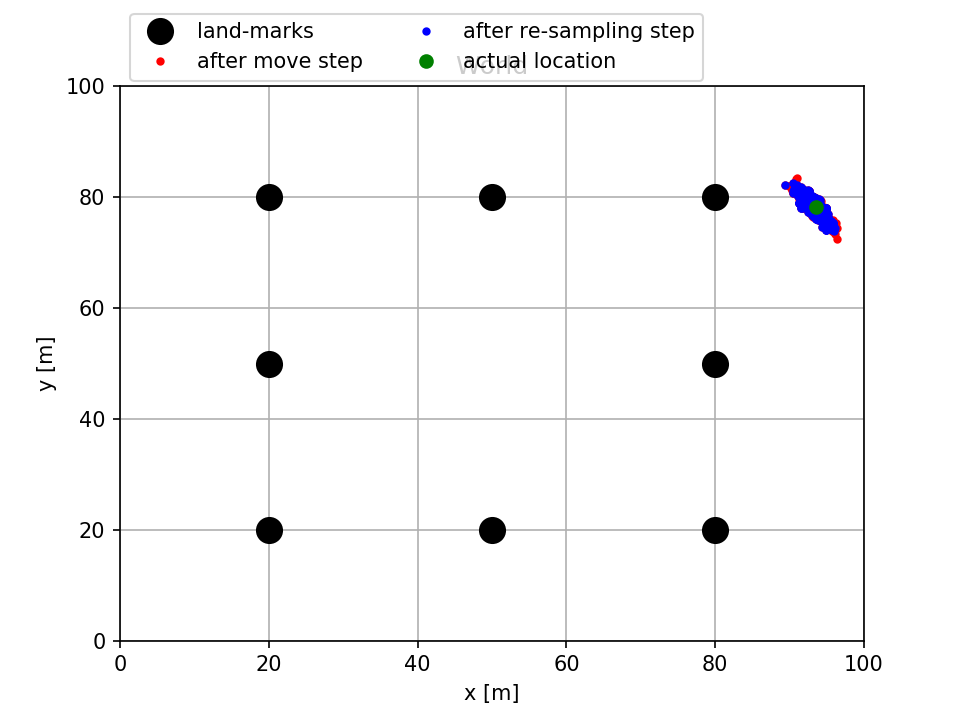 land-marks
after move step
after re-sampling step
actual location
World
100
80
60
40
20
0
y [m]
0 20 40 60 80 100
x [m]